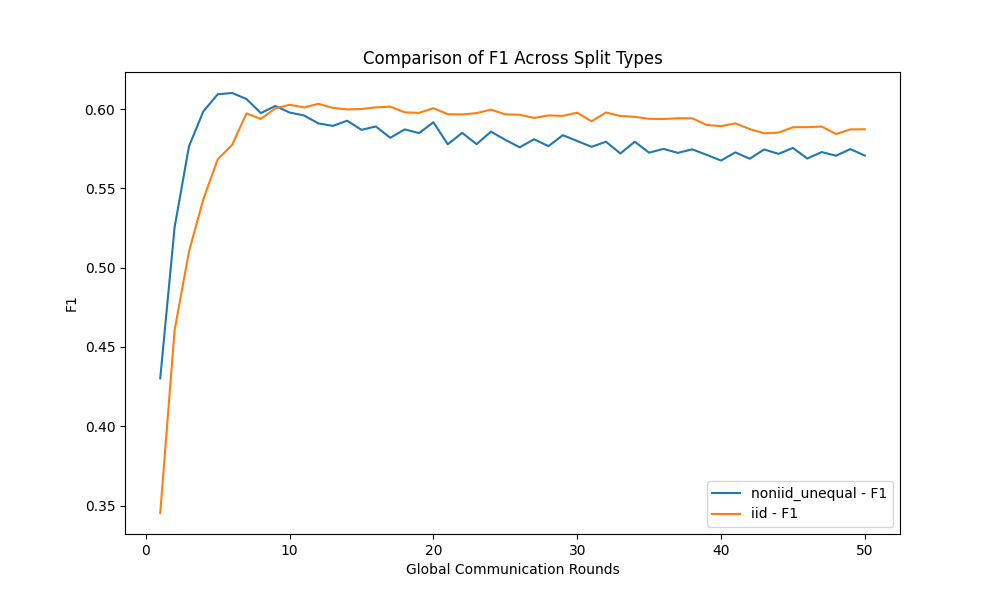 Comparison of F1 Across Split Types
F1
0.60
0.55
0.50
0.45
0.40
0.35
0 10 20 30 40 50
Global Communication Rounds
noniid_unequal - F1
iid - F1